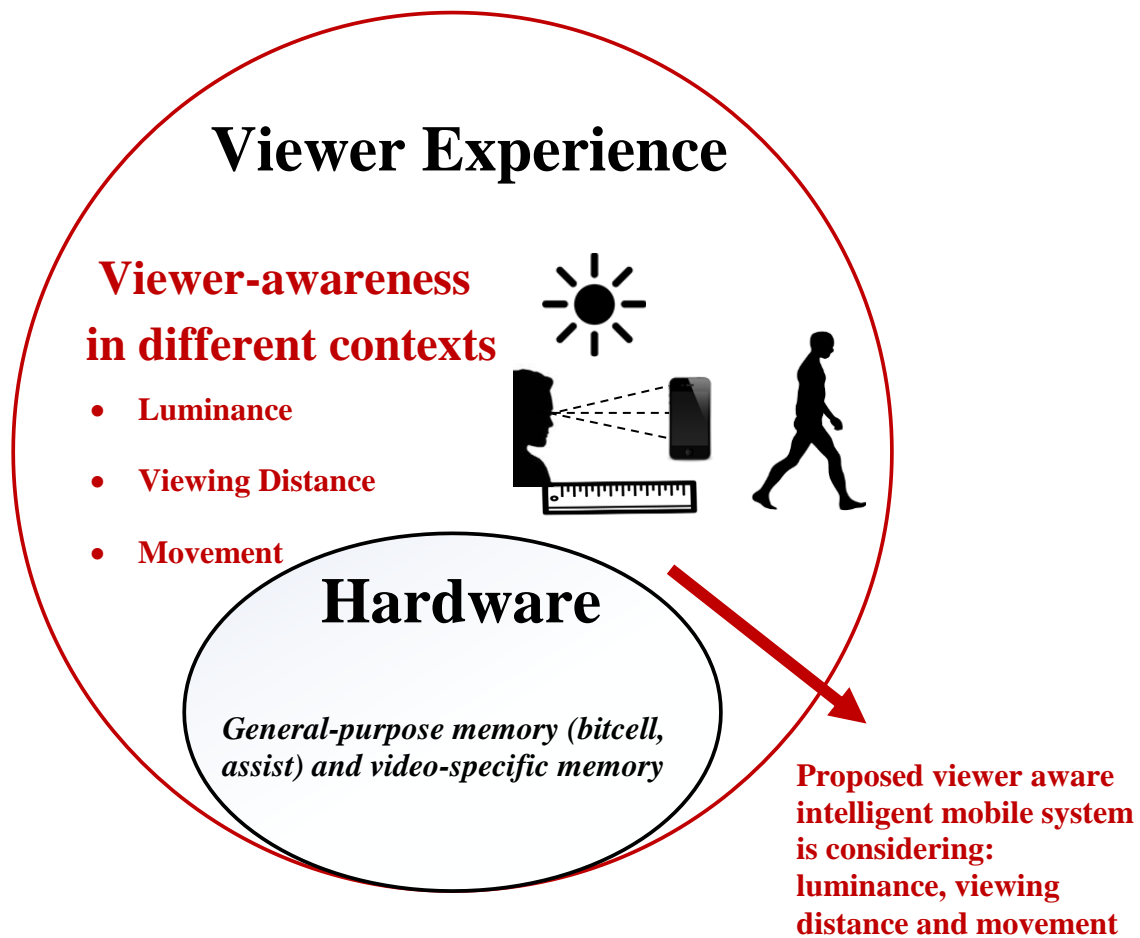 Viewer Experience
Viewer-awareness
in different contexts
• Luminance
• Viewing Distance
• Movement
Hardware
General-purpose memory (bitcell,
assist) and video-specific memory
Proposed viewer aware
intelligent mobile system
is considering:
luminance, viewing
distance and movement